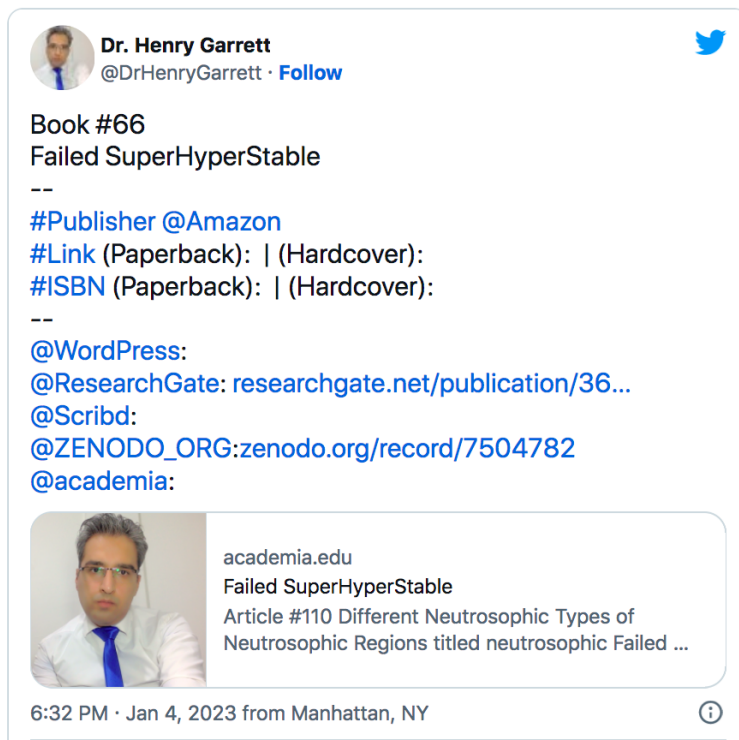 Dr. Henry Garrett
@DrHenryGarrett · Follow
Book #66
Failed SuperHyperStable
--
#Publisher @Amazon
#Link (Paperback):  | (Hardcover):
#ISBN (Paperback):  | (Hardcover):
--
@WordPress:
@ResearchGate: researchgate.net/publication/36...
@Scribd:
@ZENODO_ORG:zenodo.org/record/7504782
@academia:
academia.edu
Failed SuperHyperStable
Article #110 Different Neutrosophic Types of
Neutrosophic Regions titled neutrosophic Failed ...
6:32 PM · Jan 4, 2023 from Manhattan, NY